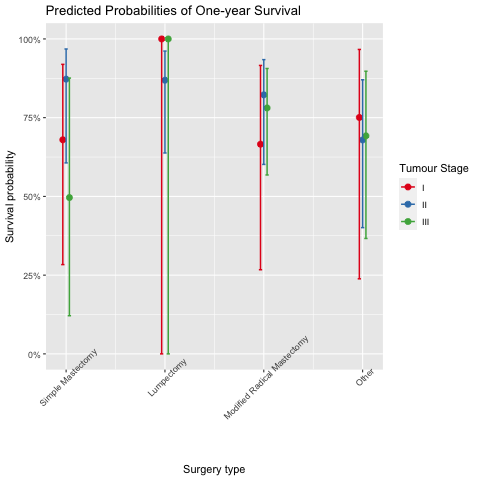 Predicted Probabilities of One-year Survival
100%
75%
50%
25%
0%
Survival probability
Simple Mastectomy
Lumpectomy
Modified Radical Mastectomy
Other
Surgery type
Tumour Stage
I
II
III